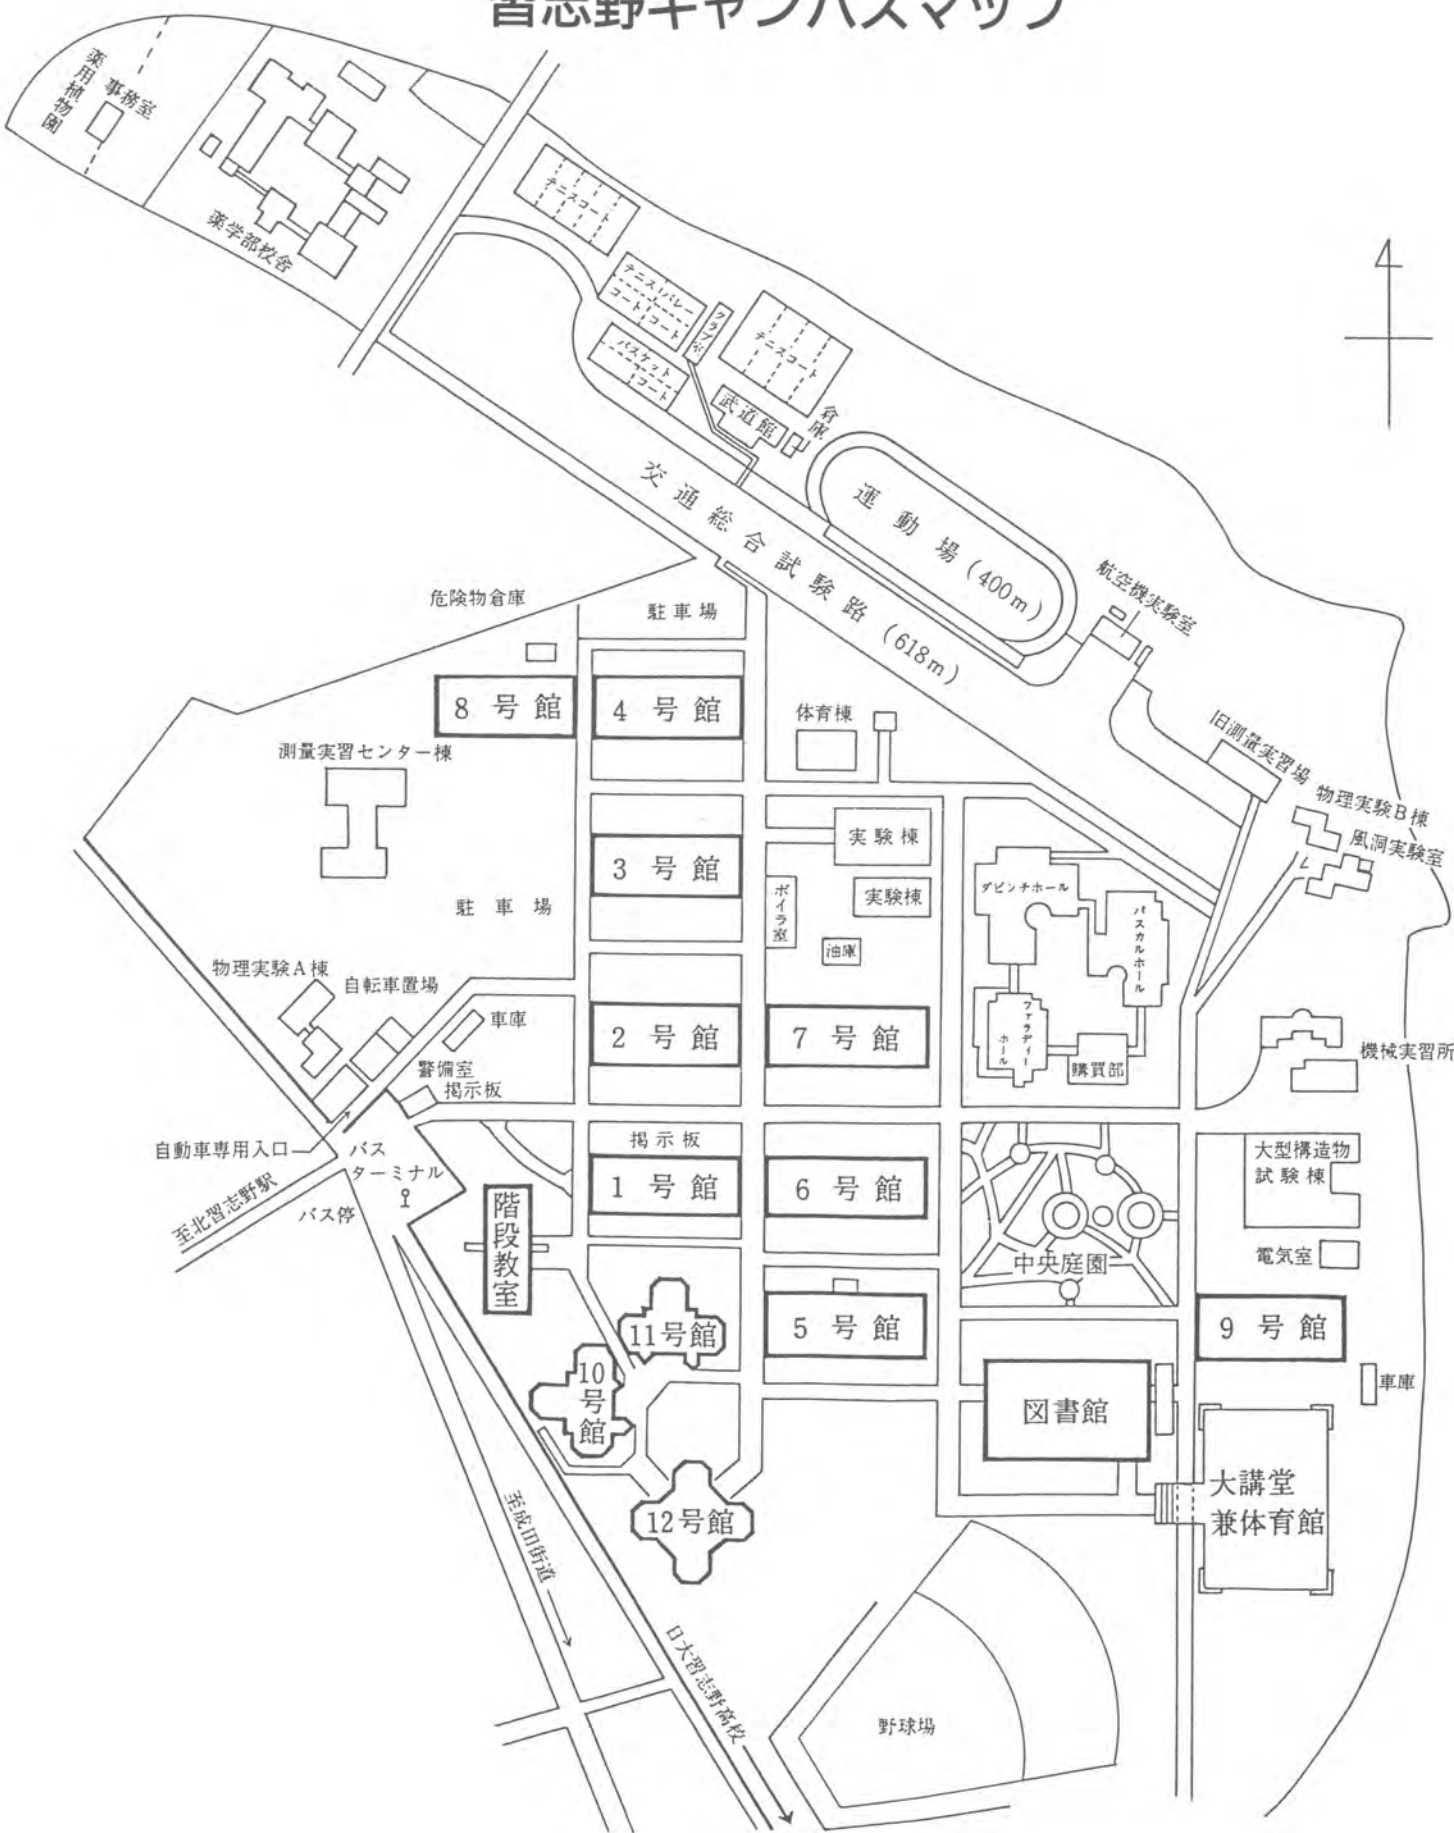 習志野キャンパスマップ
薬用植物園
事務室
薬学部校舎
テニスコート
テニス
コート
バレー
コート
クラブ室
テニスコート
バスケット
コート
武道館
倉庫
運動場(400m)
交通総合試験路(618m)
航空機実験室
危険物倉庫
駐車場
8号館
4号館
体育棟
旧測量実習場
測量実習センター棟
物理実験B棟
風洞実験室
実験棟
3号館
ダビンチホール
実験棟
ボイラ室
パスカルホール
駐車場
油庫
物理実験A棟
自転車置場
車庫
2号館
7号館
ファラディー
ホール
機械実習所
購買部
警備室
掲示板
自動車専用入口
バス
ターミナル
掲示板
大型構造物
試験棟
1号館
6号館
至北習志野駅
バス停
階段教室
中央庭園
電気室
11号館
5号館
9号館
10号館
車庫
図書館
大講堂
兼体育館
12号館
至成田街道
日大習志野高校
野球場